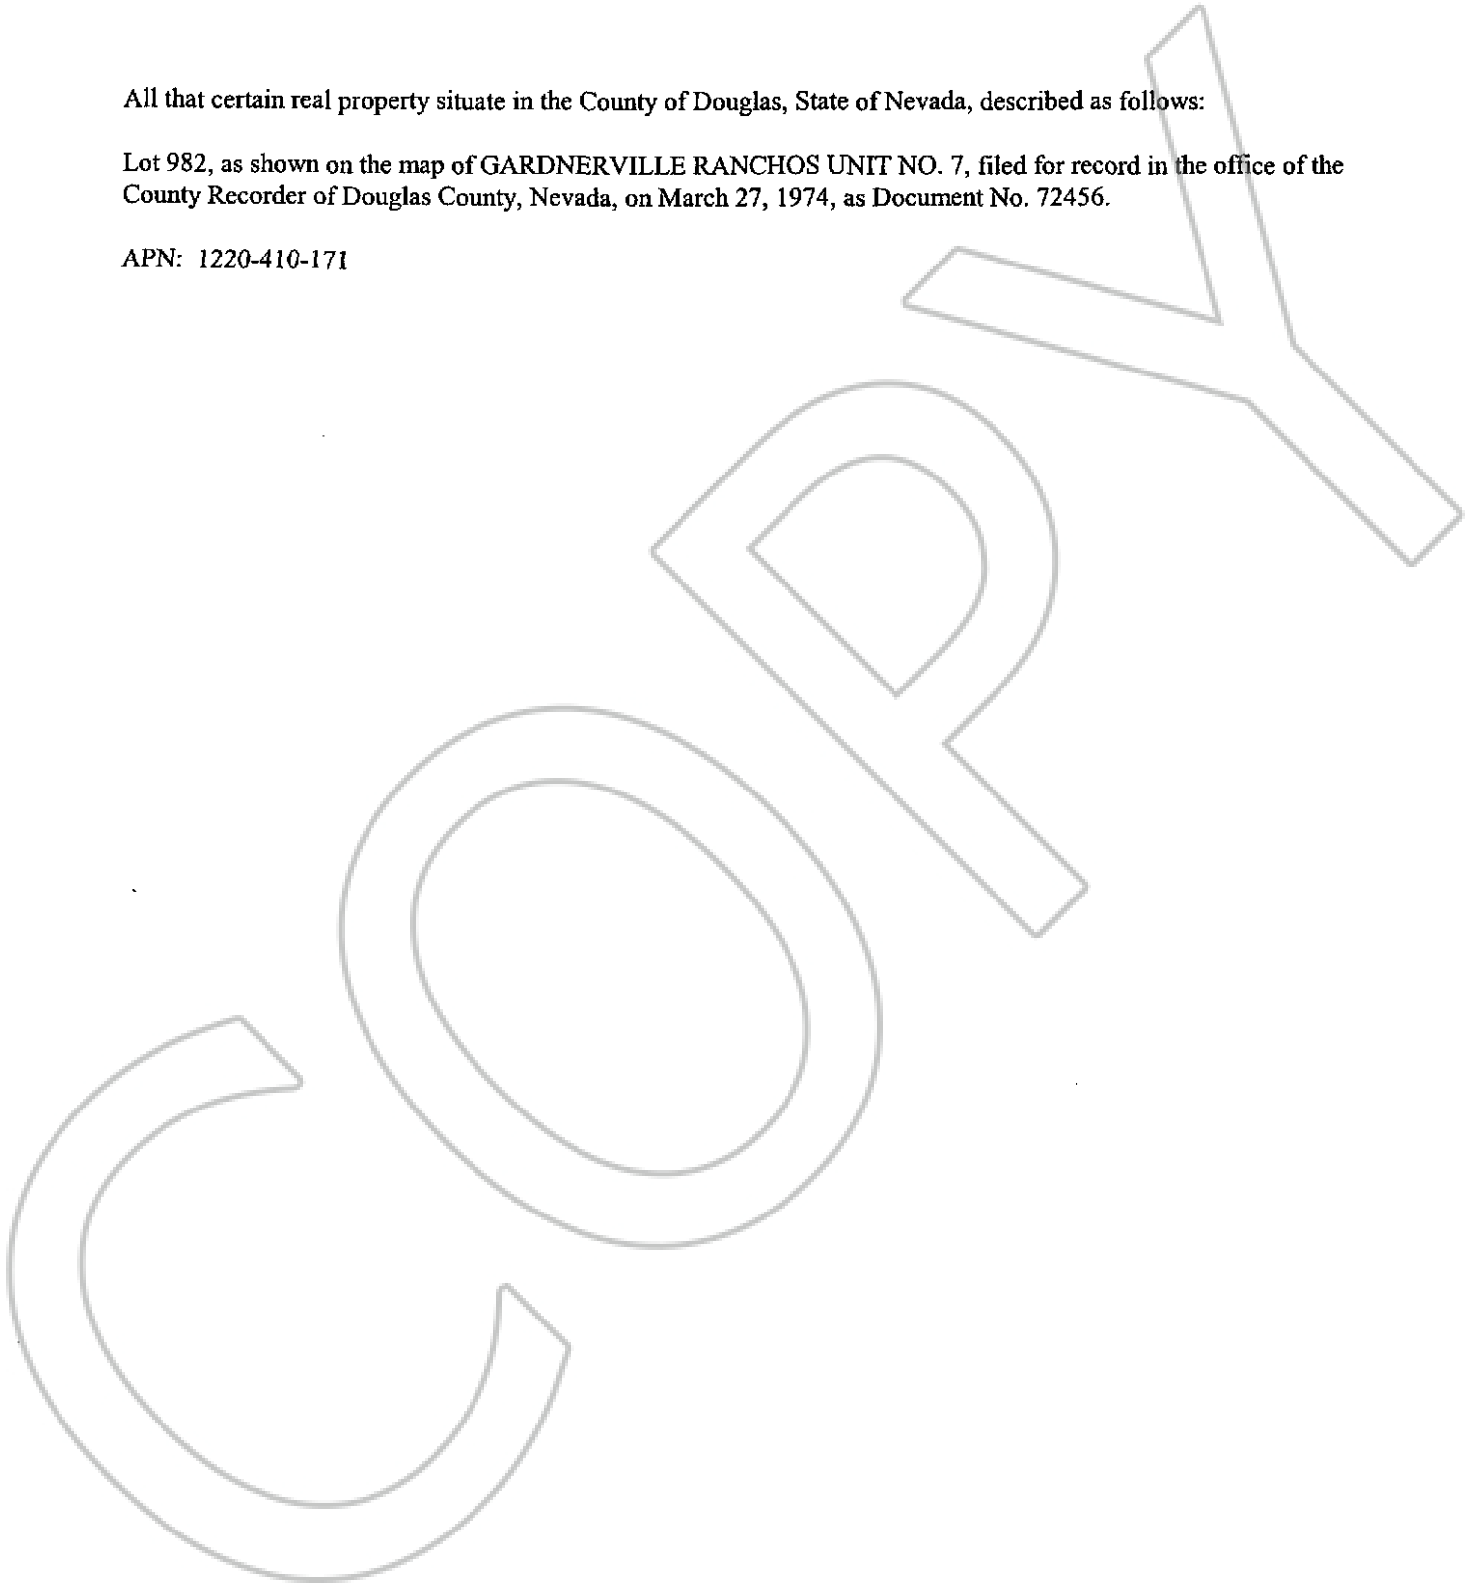 All that certain real property situate in the County of Douglas, State of Nevada, described as follows:
Lot 982, as shown on the map of GARDNERVILLE RANCHOS UNIT NO. 7, filed for record in the office of the
County Recorder of Douglas County, Nevada, on March 27, 1974, as Document No. 72456.
APN: 1220-410-171
COPY